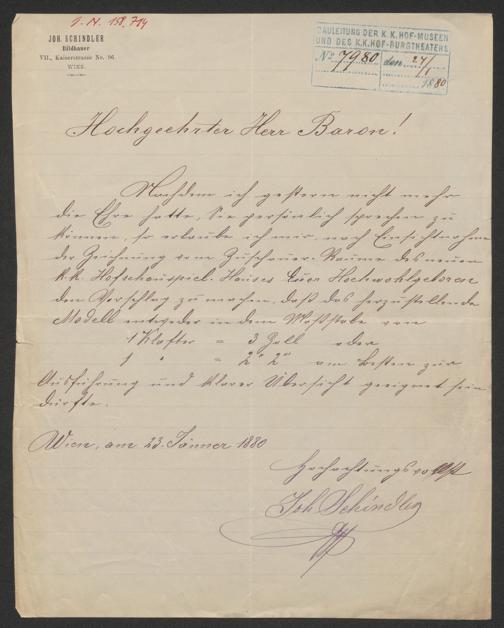 J. N. 158.714
JOH. SCHINDLER
Bildhauer
VII., Kaiserstrasse Nr. 96
WIEN.
BAULEITUNG DER K.K. HOF-MUSEEN
UND DES K.K. HOF-BURGTHEATERS
No 7980 den 24/1
1880
Hochgeehrter Herr Baron!
Nachdem ich gestern nicht mehr
die Ehre hatte, Sie persönlich sprechen zu
können, so erlaube ich mir, nach Einsichtnahme
der Zeichnung vom Zuschauer-Raume des neuen
k.k. Hofschauspiel-Hauses Euer Hochwohlgeboren
den Vorschlag zu machen, daß das herzustellende
Modell entweder in dem Maßstabe von
1 Klafter = 3 Zoll oder
1 " = 2" 2'" am besten zur
Ausführung und klarer Übersicht geeignet sein
dürfte.
Wien, am 23. Jänner 1880
Hochachtungsvollst
Joh Schindler